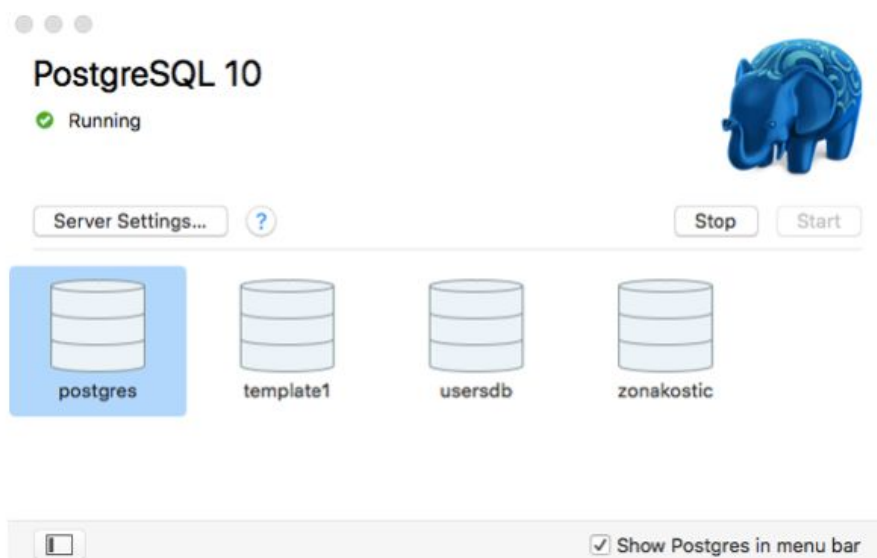 PostgreSQL 10
Running
Server Settings... ? Stop Start
postgres template1 usersdb zonakostic
Show Postgres in menu bar